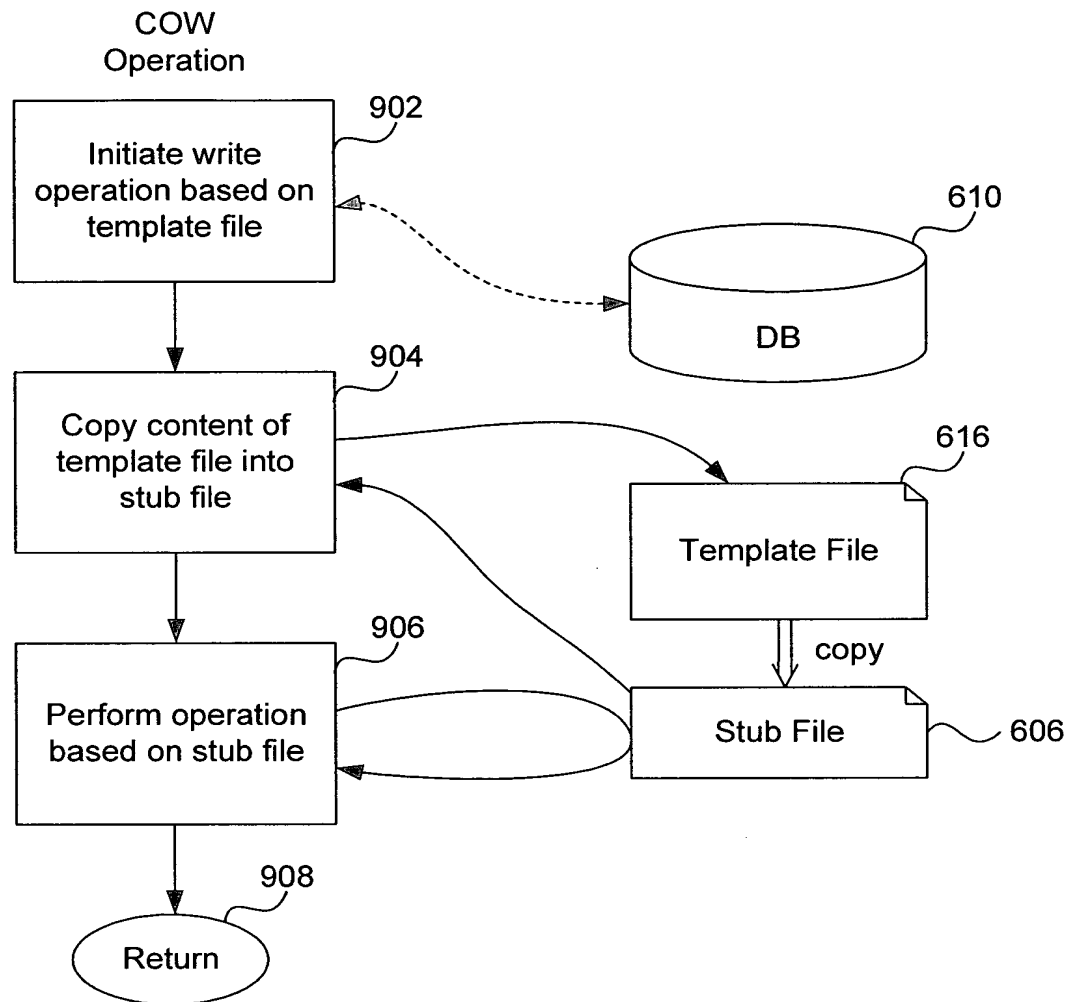 COW
Operation
902
Initiate write
operation based on
template file
610
DB
904
Copy content of
template file into
stub file
616
Template File
copy
906
Perform operation
based on stub file
Stub File
606
908
Return